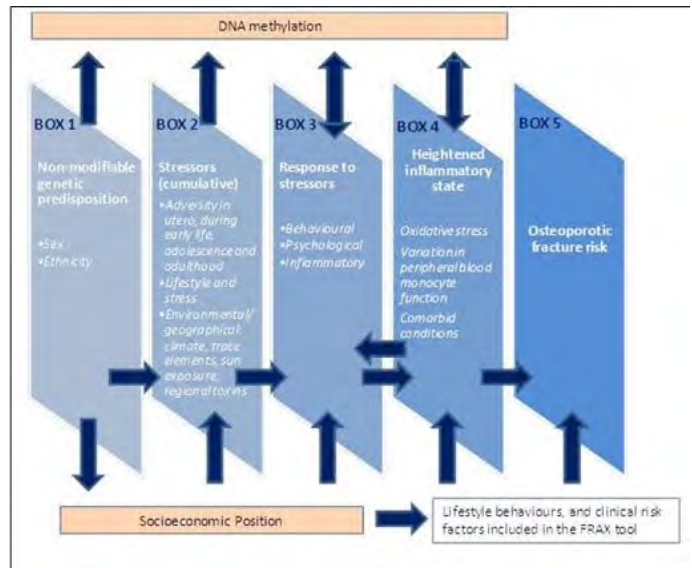 DNA methylation
BOX 1
Non-modifiable
genetic
predisposition
•Sex
•Ethnicity
BOX 2
Stressors
(cumulative)
•Adversity in
utero, during
early life,
adolescence and
adulthood
•Lifestyle and
stress
•Environmental/
geographical:
climate, trace
elements, sun
exposure,
regional toxins
BOX 3
Response to
stressors
•Behavioural
•Psychological
•Inflammatory
BOX 4
Heightened
inflammatory
state
Oxidative stress
Variation in
peripheral blood
monocyte
function
Comorbid
conditions
BOX 5
Osteoporotic
fracture risk
Socioeconomic Position
Lifestyle behaviours, and clinical risk
factors included in the FRAX tool